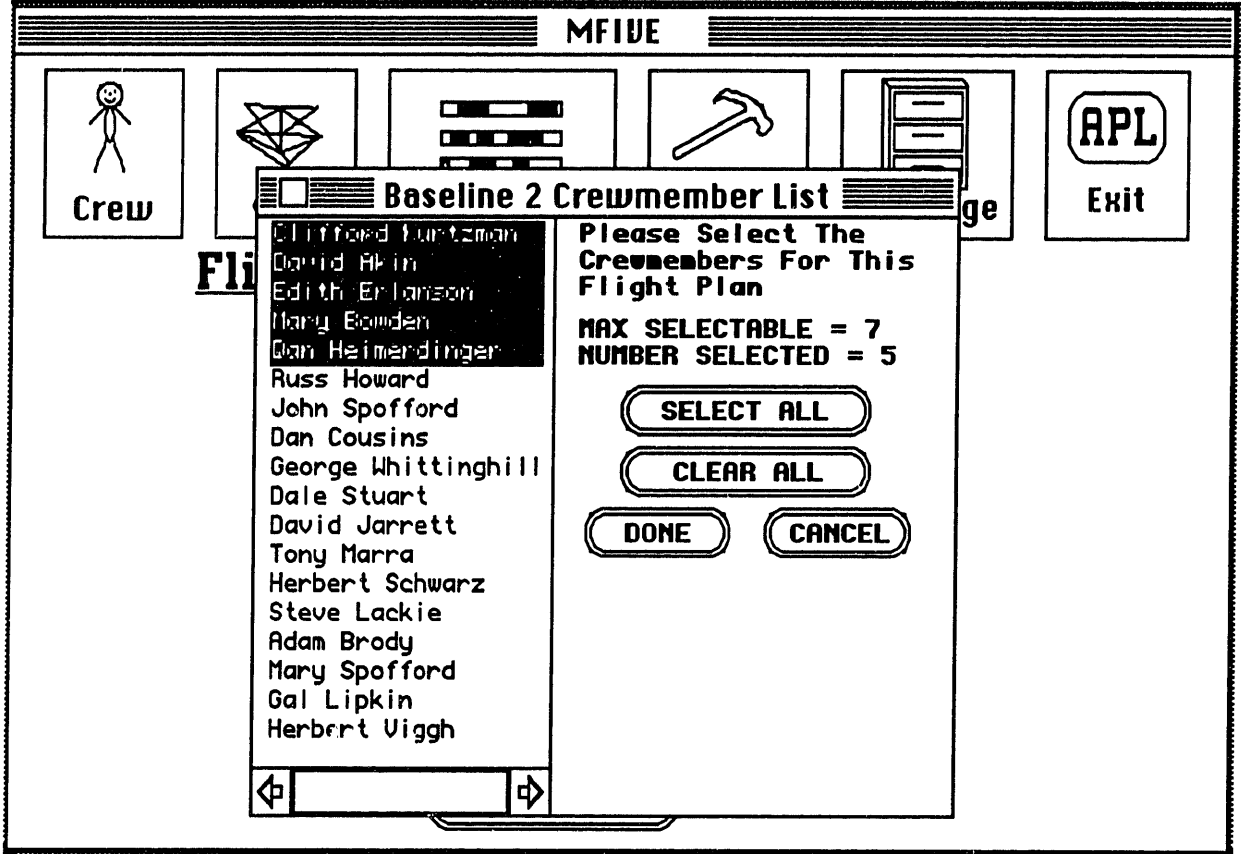 MFIVE
Crew
ge
APL
Exit
Fli
Baseline 2 Crewmember List
Clifford Kurtzman
David Akin
Edith Erlanson
Mary Bowden
Dan Heimerdinger
Russ Howard
John Spofford
Dan Cousins
George Whittinghill
Dale Stuart
David Jarrett
Tony Marra
Herbert Schwarz
Steve Lackie
Adam Brody
Mary Spofford
Gal Lipkin
Herbert Viggh
Please Select The
Crewmembers For This
Flight Plan
MAX SELECTABLE = 7
NUMBER SELECTED = 5
SELECT ALL
CLEAR ALL
DONE
CANCEL